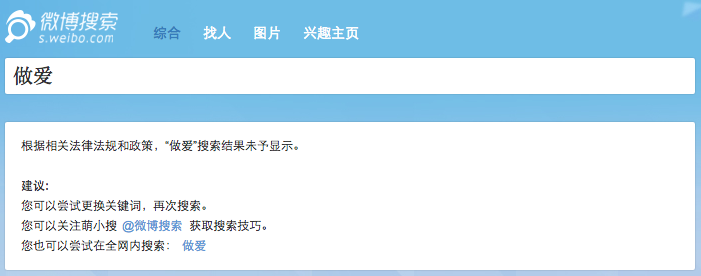 微博搜索
s.weibo.com
综合 找人 图片 兴趣主页
做爱
根据相关法律法规和政策，“做爱”搜索结果未予显示。
建议:
您可以尝试更换关键词，再次搜索。
您可以关注萌小搜 @微博搜索 获取搜索技巧。
您也可以尝试在全网内搜索： 做爱